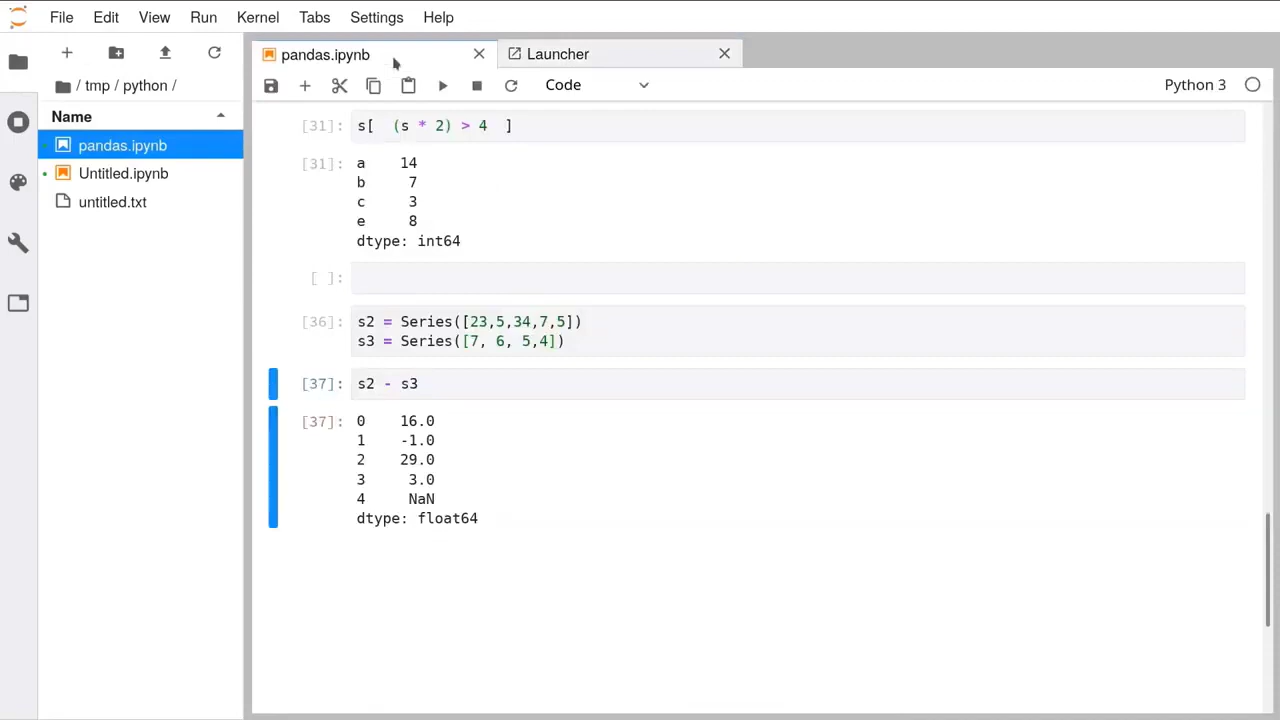 File Edit View Run Kernel Tabs Settings Help
pandas.ipynb Launcher
/ tmp / python /
Code Python 3
Name
pandas.ipynb
Untitled.ipynb
untitled.txt
[31]: s[  (s * 2) > 4  ]
[31]: a 14
b 7
c 3
e 8
dtype: int64
[ ]:
[36]: s2 = Series([23,5,34,7,5])
s3 = Series([7, 6, 5,4])
[37]: s2 - s3
[37]: 0 16.0
1 -1.0
2 29.0
3 3.0
4 NaN
dtype: float64